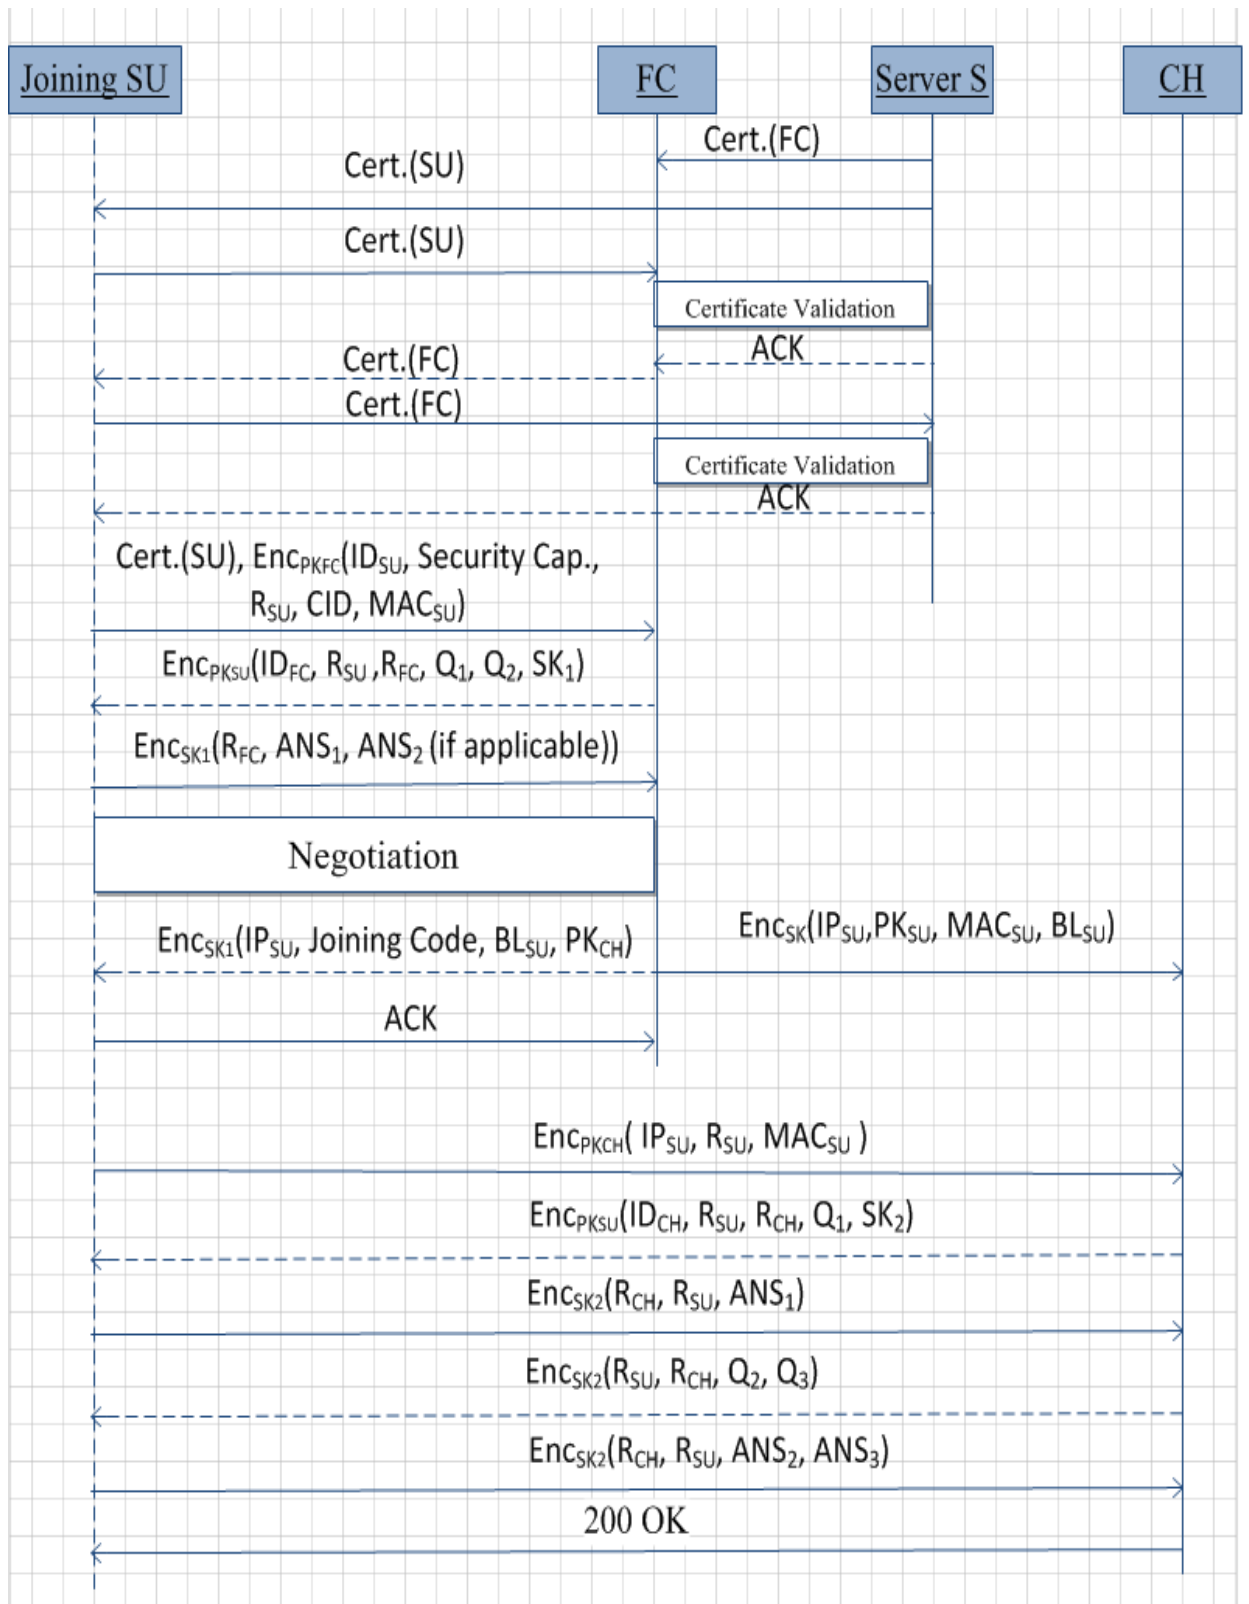 Joining SU
FC
Server S
CH
Cert.(FC)
Cert.(SU)
Cert.(SU)
Certificate Validation
ACK
Cert.(FC)
Cert.(FC)
Certificate Validation
ACK
Cert.(SU), EncPKFC(IDSU, Security Cap.,
RSU, CID, MACSU)
EncPKSU(IDFC, RSU ,RFC, Q1, Q2, SK1)
EncSK1(RFC, ANS1, ANS2 (if applicable))
Negotiation
EncSK1(IPSU, Joining Code, BLSU, PKCH)
EncSK(IPSU,PKSU, MACSU, BLSU)
ACK
EncPKCH( IPSU, RSU, MACSU )
EncPKSU(IDCH, RSU, RCH, Q1, SK2)
EncSK2(RCH, RSU, ANS1)
EncSK2(RSU, RCH, Q2, Q3)
EncSK2(RCH, RSU, ANS2, ANS3)
200 OK